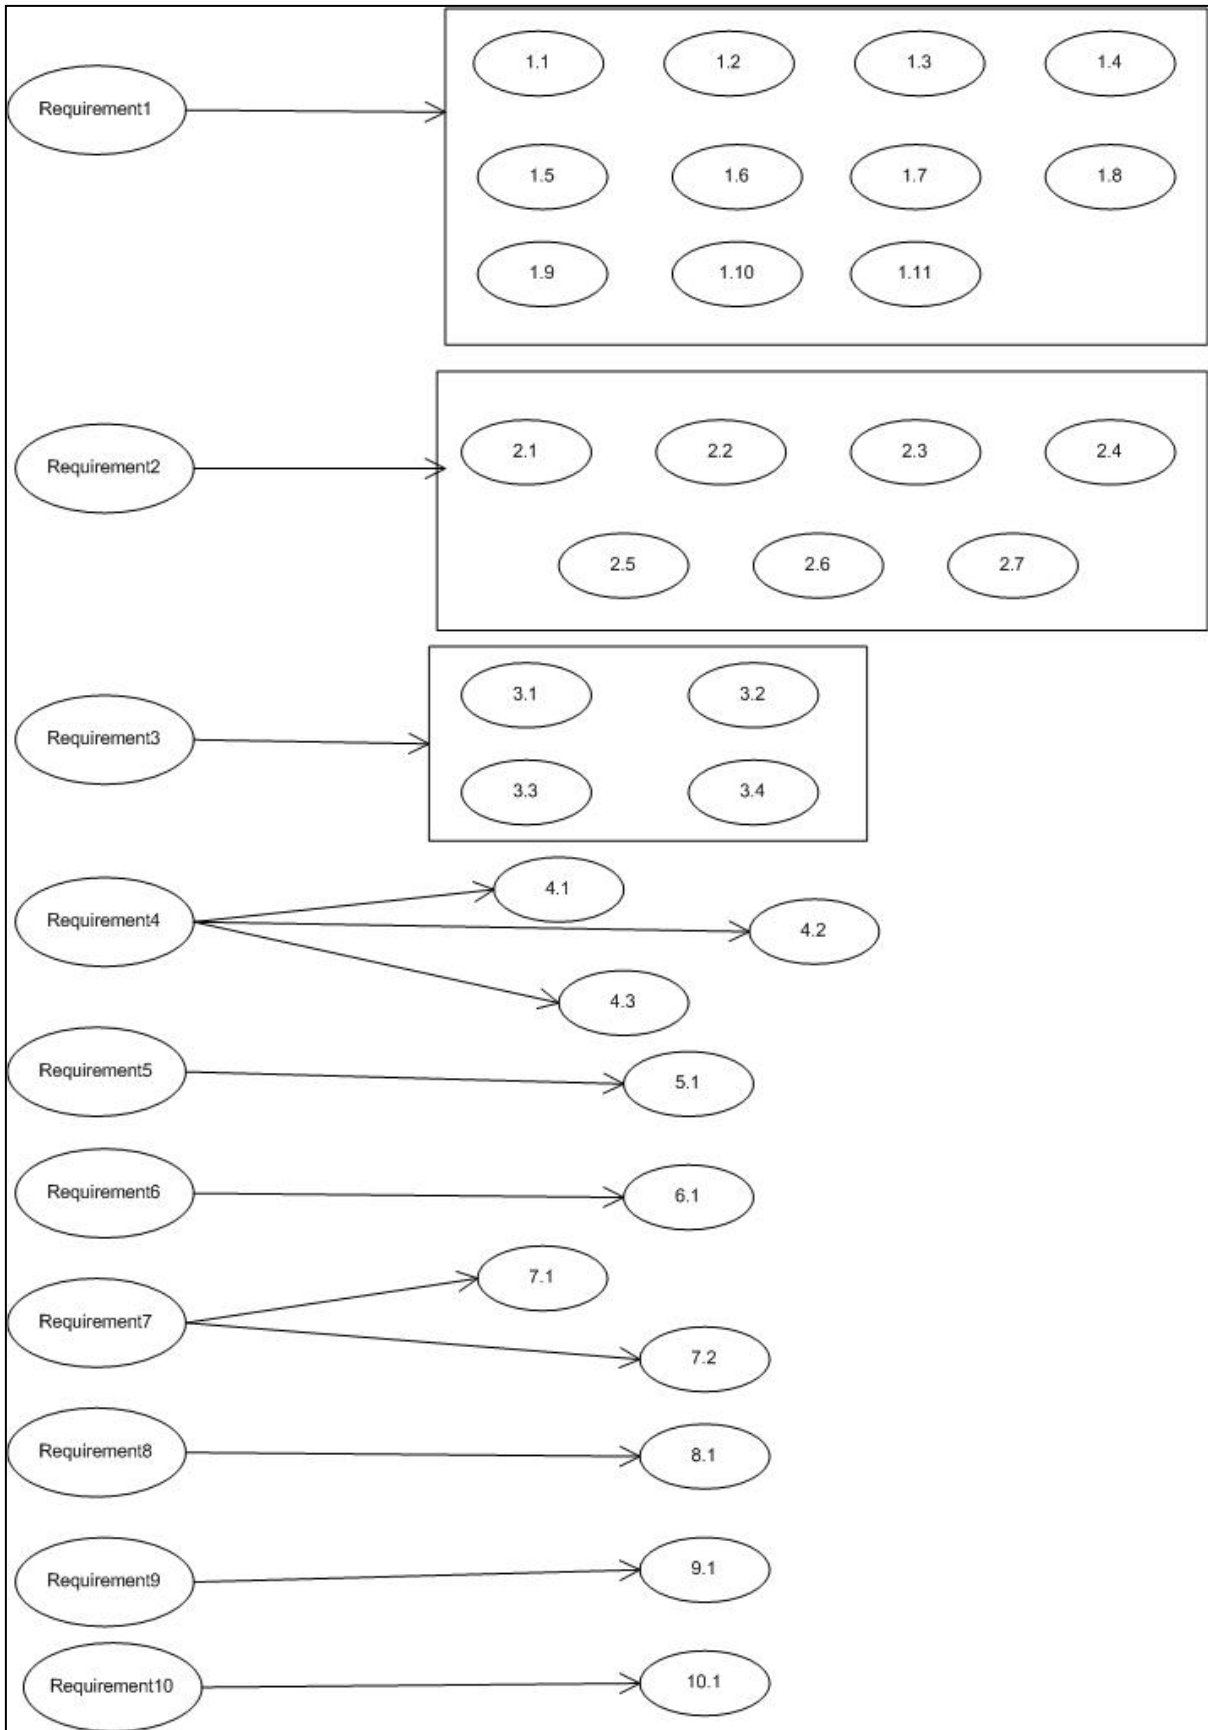 1.1 1.2 1.3 1.4
Requirement1
1.5 1.6 1.7 1.8
1.9 1.10 1.11
2.1 2.2 2.3 2.4
Requirement2
2.5 2.6 2.7
3.1 3.2
Requirement3
3.3 3.4
4.1
Requirement4
4.2
4.3
Requirement5
5.1
Requirement6
6.1
7.1
Requirement7
7.2
Requirement8
8.1
Requirement9
9.1
Requirement10
10.1